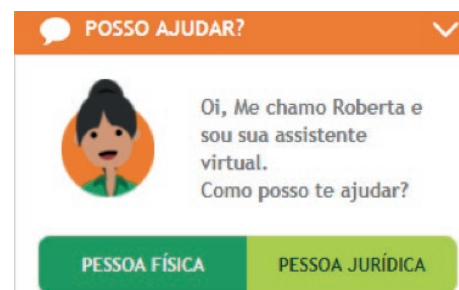 POSSO AJUDAR?
Oi, Me chamo Roberta e
sou sua assistente
virtual.
Como posso te ajudar?
PESSOA FÍSICA
PESSOA JURÍDICA